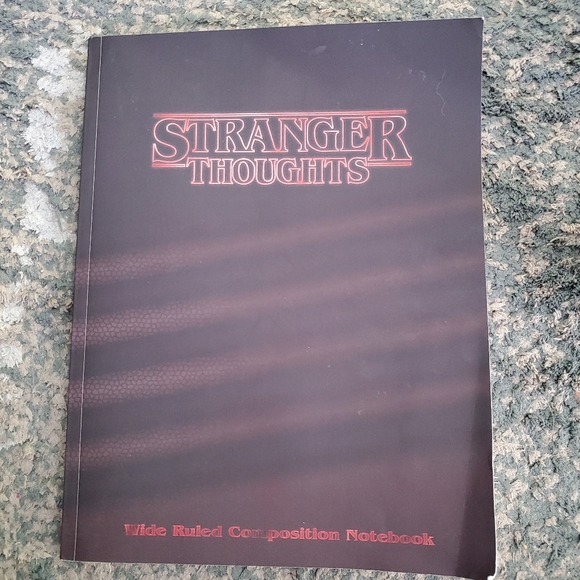 STRANGER
THOUGHTS
Wide Ruled Composition Notebook